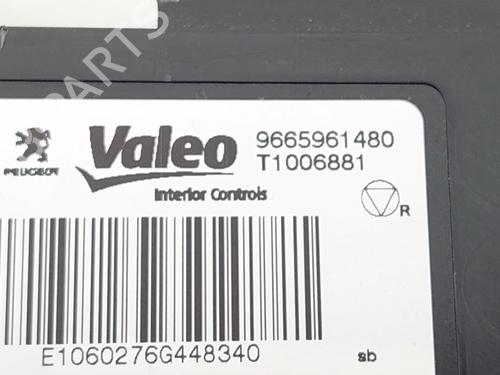 PARTS
PEUGEOT
Valeo
Interior Controls
9665961480
T1006881
R
E1060276G448340
sb